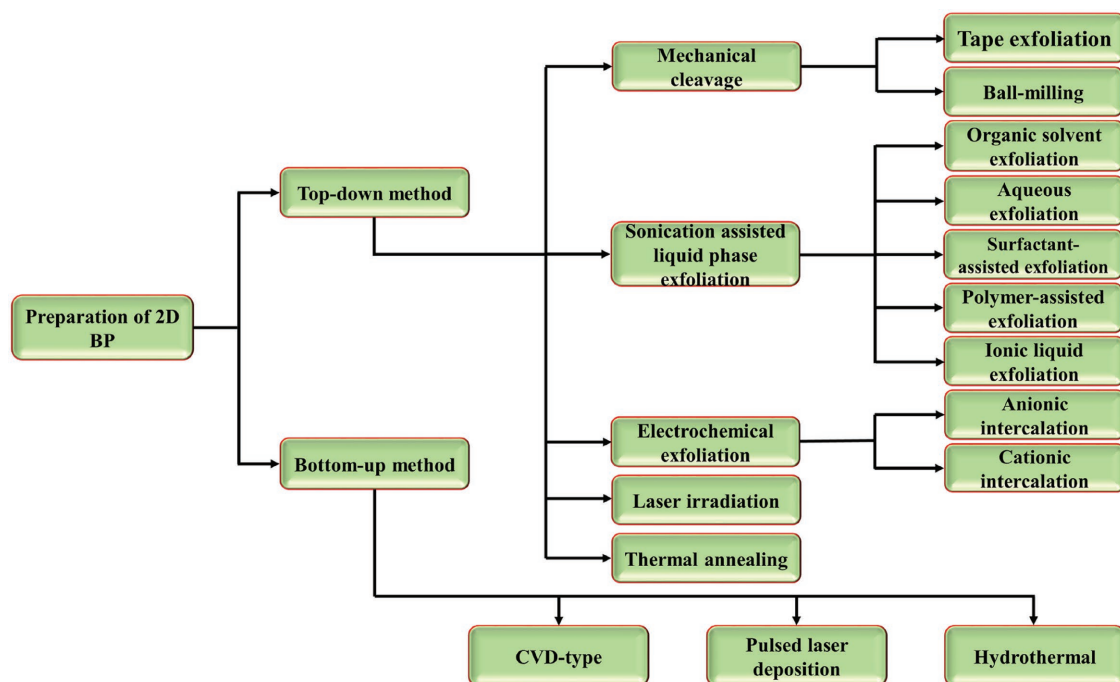 Preparation of 2D
BP
Top-down method
Bottom-up method
Mechanical
cleavage
Sonication assisted
liquid phase
exfoliation
Electrochemical
exfoliation
Laser irradiation
Thermal annealing
Tape exfoliation
Ball-milling
Organic solvent
exfoliation
Aqueous
exfoliation
Surfactant-
assisted exfoliation
Polymer-assisted
exfoliation
Ionic liquid
exfoliation
Anionic
intercalation
Cationic
intercalation
CVD-type
Pulsed laser
deposition
Hydrothermal